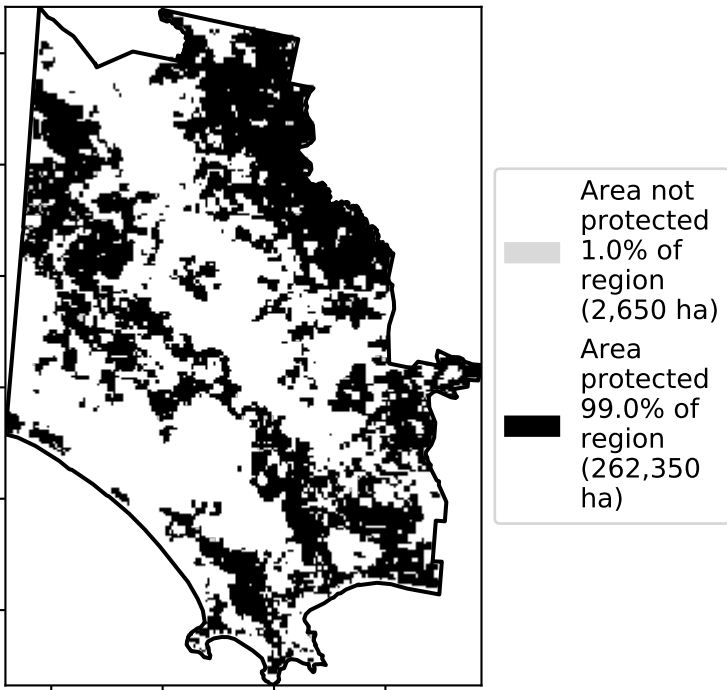 Area not
protected
1.0% of
region
(2,650 ha)
Area
protected
99.0% of
region
(262,350
ha)